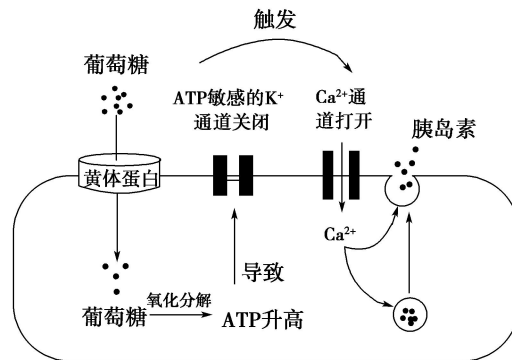 触发
葡萄糖
ATP敏感的K⁺
通道关闭
Ca²⁺通
道打开
胰岛素
黄体蛋白
Ca²⁺
导致
葡萄糖
氧化分解
ATP升高